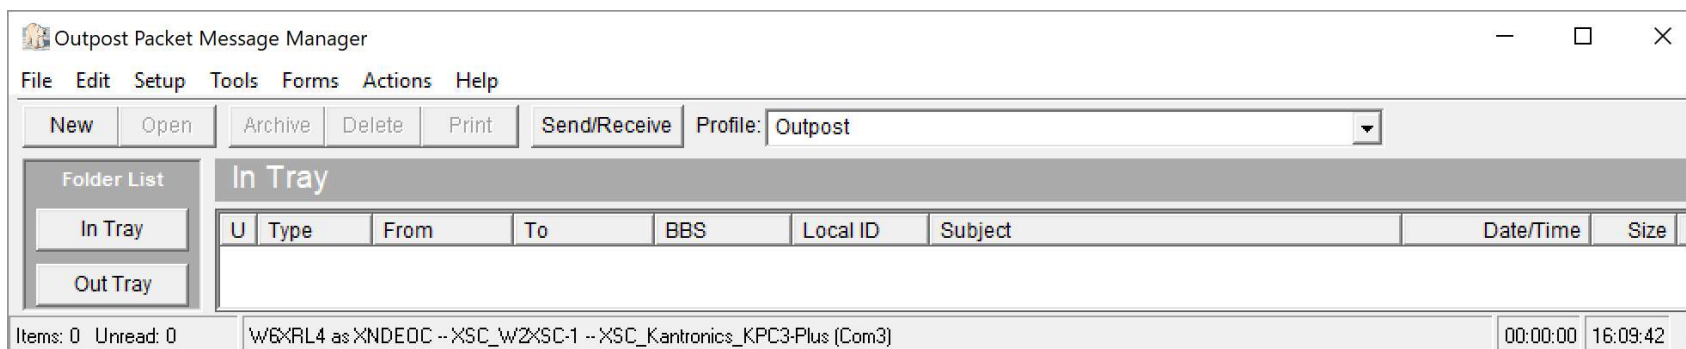 Outpost Packet Message Manager
File Edit Setup Tools Forms Actions Help
New Open Archive Delete Print Send/Receive Profile: Outpost
Folder List In Tray
In Tray U Type From To BBS Local ID Subject Date/Time Size
Out Tray
Items: 0 Unread: 0 W6XRL4 as XNDEOC -- XSC_W2XSC-1 -- XSC_Kantronics_KPC3-Plus (Com3) 00:00:00 16:09:42